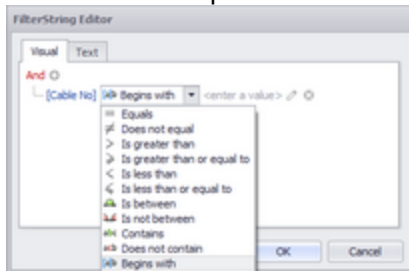 FilterString Editor
Visual Text
And
[Cable No] Begins with <enter a value>
Equals
Does not equal
Is greater than
Is greater than or equal to
Is less than
Is less than or equal to
Is between
Is not between
Contains
Does not contain
Begins with
OK Cancel